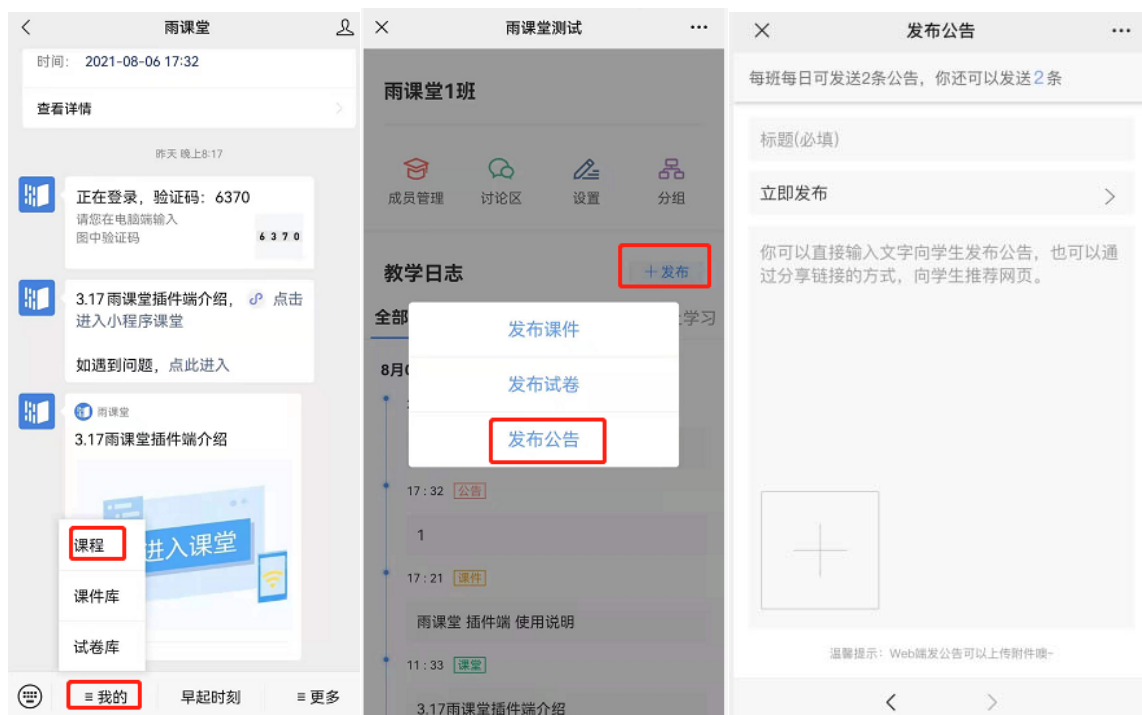 雨课堂
时间： 2021-08-06 17:32
查看详情
昨天 晚上8:17
正在登录，验证码：6370
请您在电脑端输入
图中验证码
6 3 7 0
3.17雨课堂插件端介绍， 点击
进入小程序课堂
如遇到问题，点此进入
雨课堂
3.17雨课堂插件端介绍
进入课堂
课程
课件库
试卷库
≡ 我的
早起时刻
≡ 更多
雨课堂测试
雨课堂1班
成员管理
讨论区
设置
分组
教学日志
＋发布
全部
学习
发布课件
发布试卷
发布公告
8月
17:32 公告
1
17:21 课件
雨课堂 插件端 使用说明
11:33 课堂
3.17雨课堂插件端介绍
发布公告
每班每日可发送2条公告，你还可以发送2条
标题(必填)
立即发布
你可以直接输入文字向学生发布公告，也可以通
过分享链接的方式，向学生推荐网页。
温馨提示：Web端发公告可以上传附件噢~